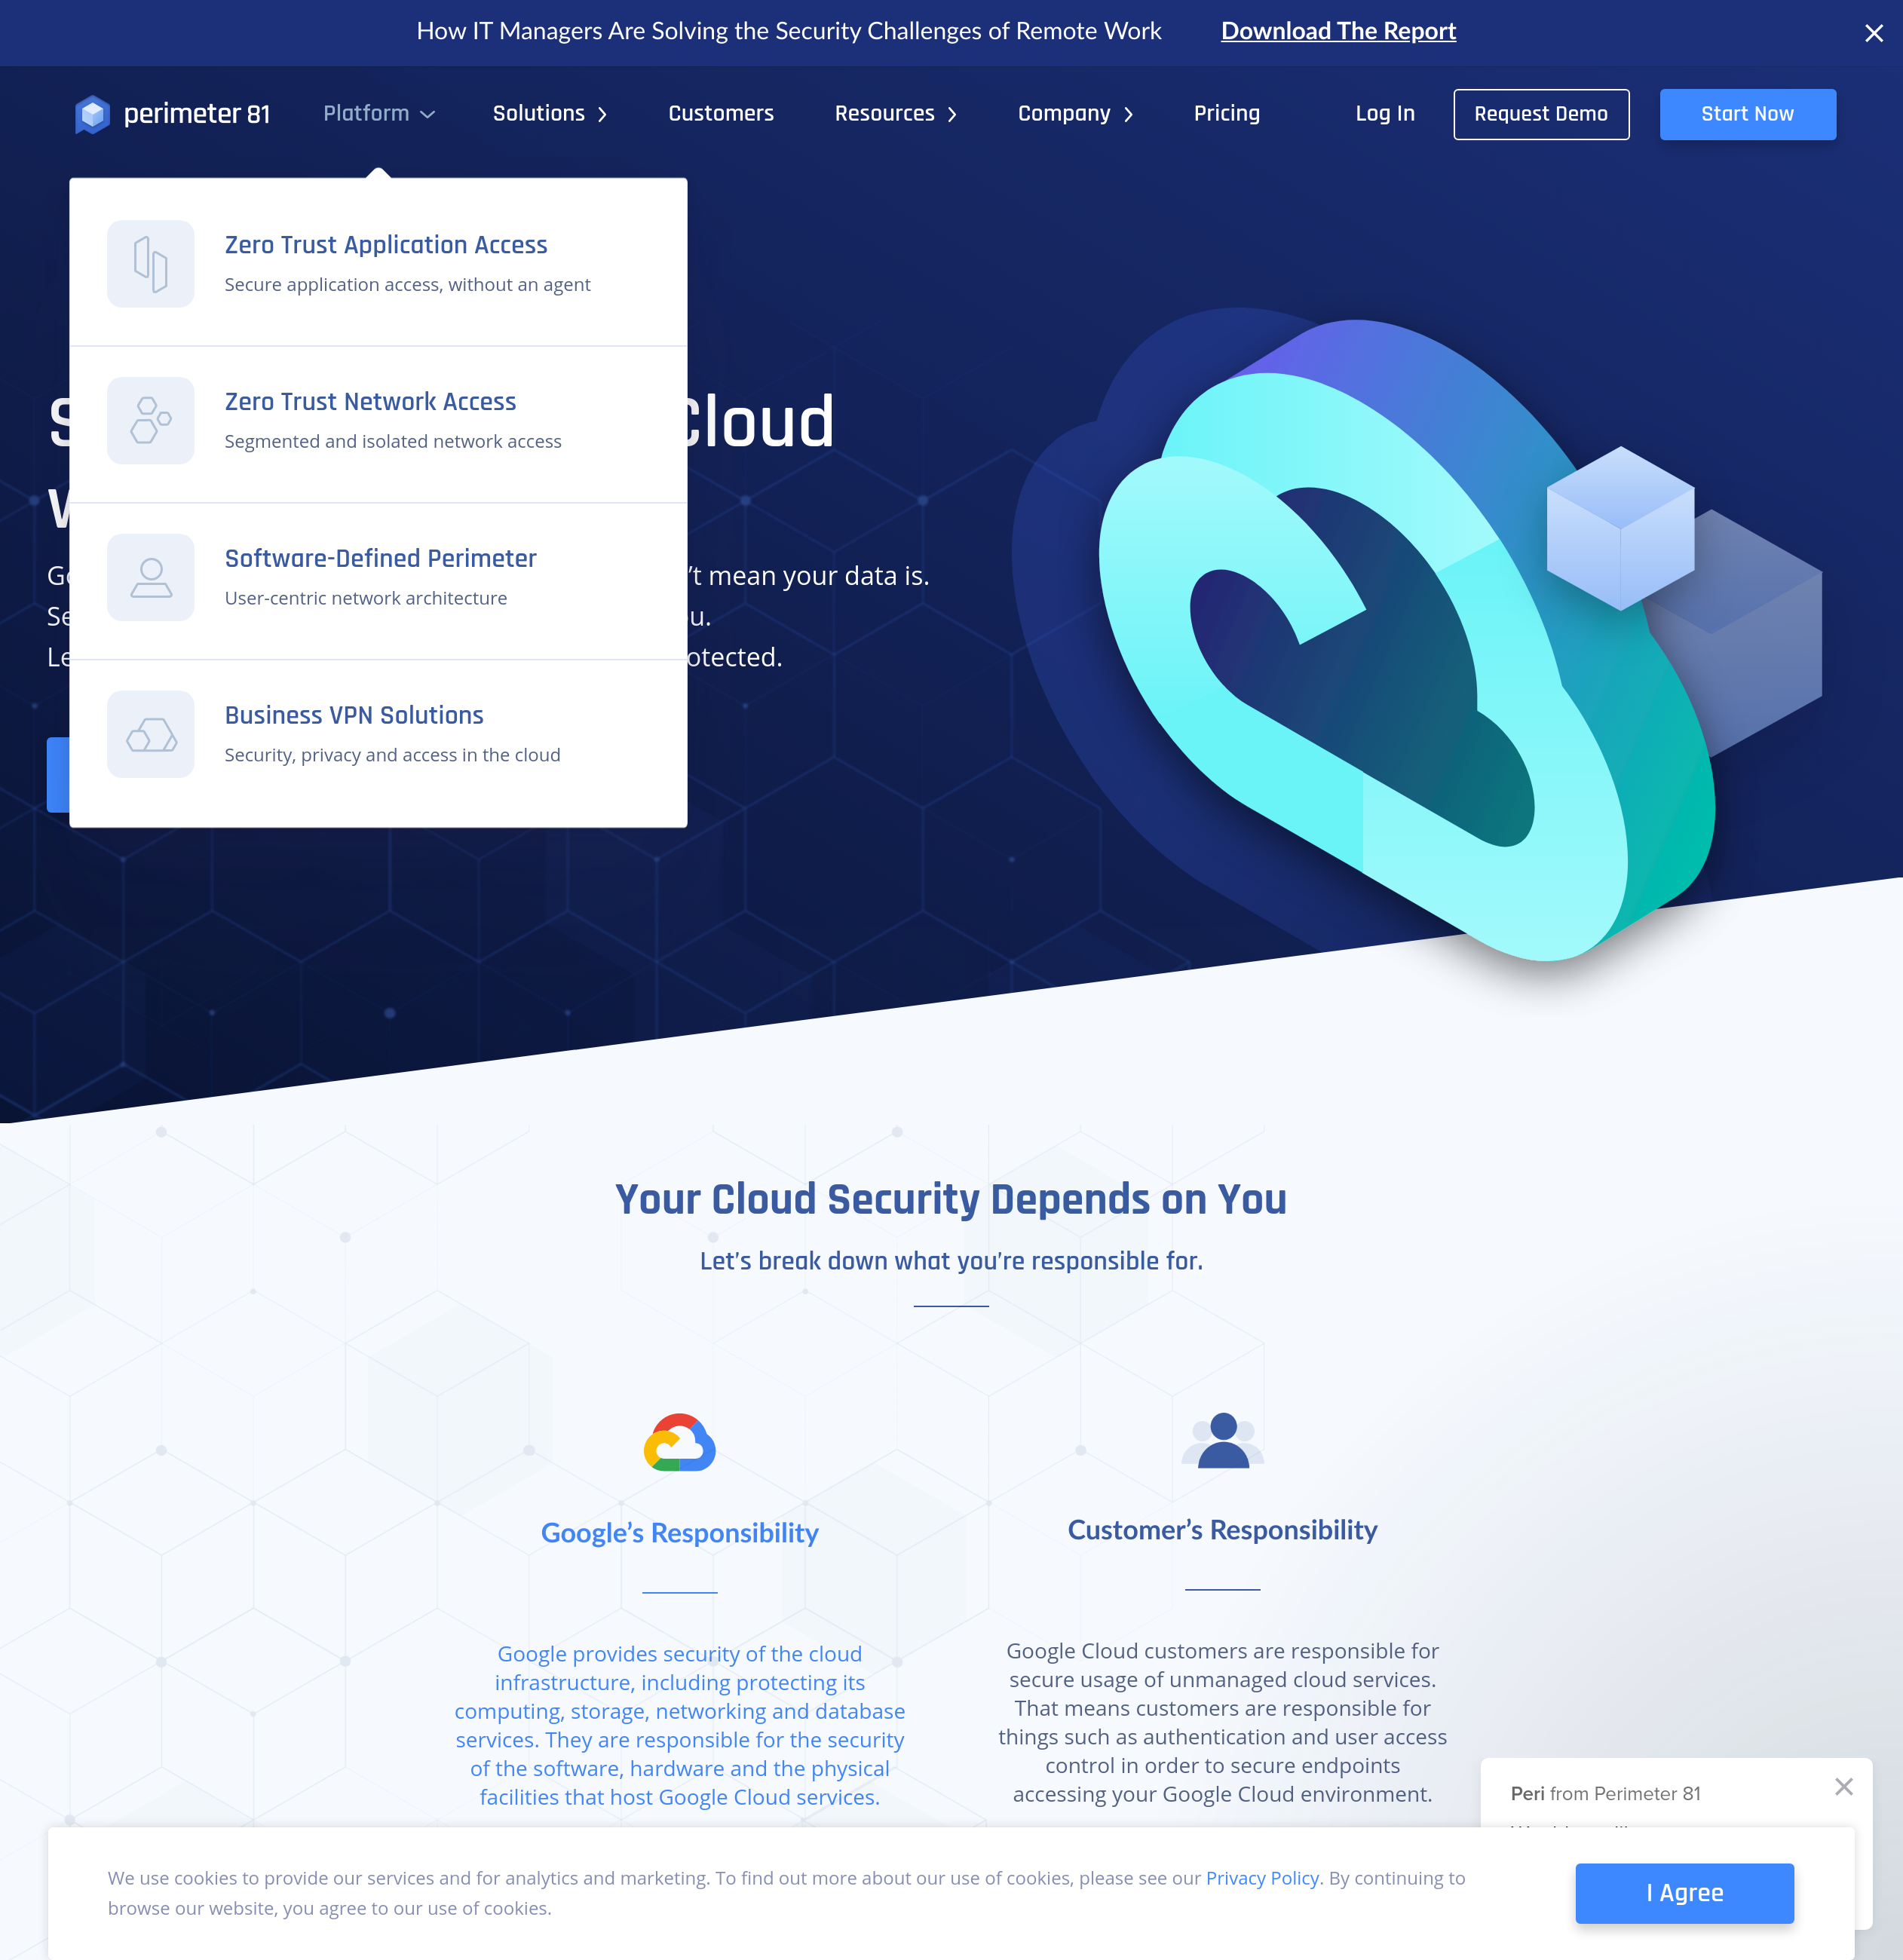 How IT Managers Are Solving the Security Challenges of Remote Work Download The Report
perimeter 81 Platform Solutions Customers Resources Company Pricing Log In Request Demo Start Now
Zero Trust Application Access
Secure application access, without an agent
Zero Trust Network Access
Segmented and isolated network access
Software-Defined Perimeter
User-centric network architecture
Business VPN Solutions
Security, privacy and access in the cloud
Cloud
't mean your data is.
Your Cloud Security Depends on You
Let's break down what you're responsible for.
Google's Responsibility
Google provides security of the cloud
infrastructure, including protecting its
computing, storage, networking and database
services. They are responsible for the security
of the software, hardware and the physical
facilities that host Google Cloud services.
Customer's Responsibility
Google Cloud customers are responsible for
secure usage of unmanaged cloud services.
That means customers are responsible for
things such as authentication and user access
control in order to secure endpoints
accessing your Google Cloud environment.
Peri from Perimeter 81
We use cookies to provide our services and for analytics and marketing. To find out more about our use of cookies, please see our Privacy Policy. By continuing to
browse our website, you agree to our use of cookies.
I Agree